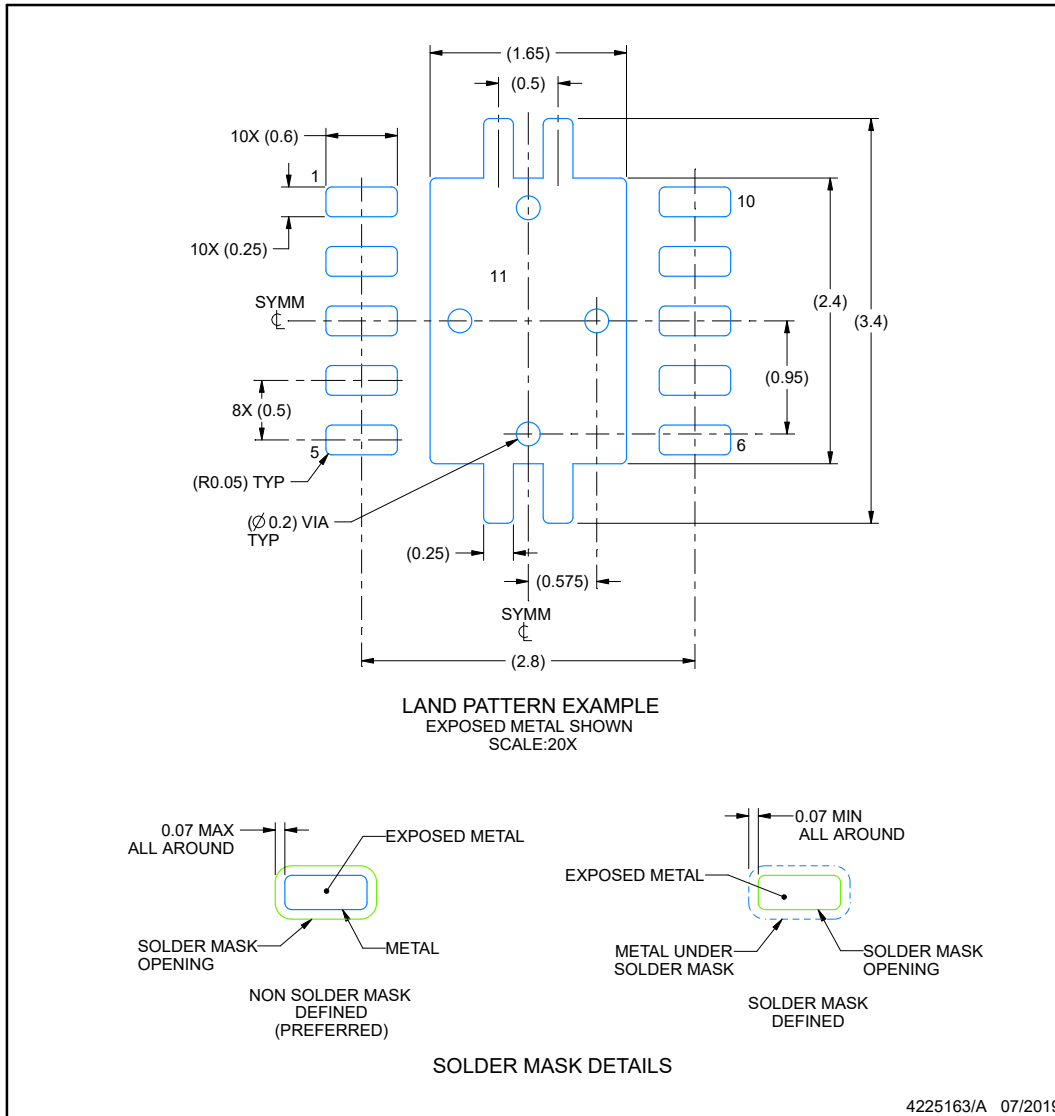 (1.65)
(0.5)
10X (0.6)
1
10
10X (0.25)
11
SYMM
℄
(2.4)
(3.4)
(0.95)
8X (0.5)
5
6
(R0.05) TYP
(∅ 0.2) VIA
TYP
(0.25)
(0.575)
SYMM
℄
(2.8)
LAND PATTERN EXAMPLE
EXPOSED METAL SHOWN
SCALE:20X
0.07 MAX
ALL AROUND
EXPOSED METAL
SOLDER MASK
OPENING
METAL
NON SOLDER MASK
DEFINED
(PREFERRED)
0.07 MIN
ALL AROUND
EXPOSED METAL
METAL UNDER
SOLDER MASK
SOLDER MASK
OPENING
SOLDER MASK
DEFINED
SOLDER MASK DETAILS
4225163/A 07/2019